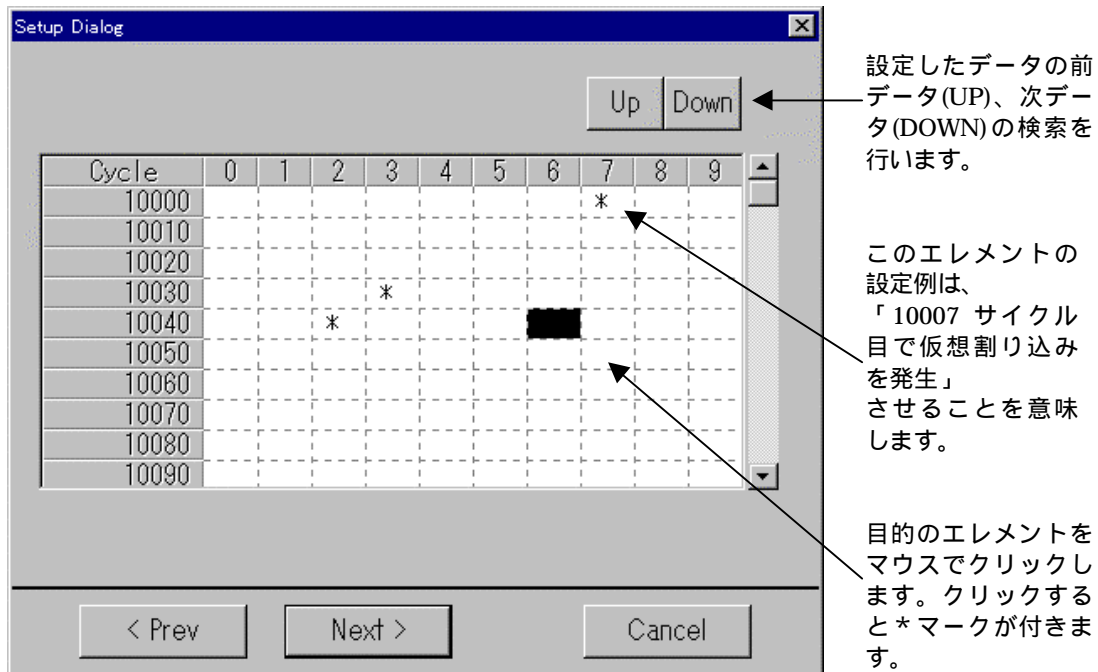 Setup Dialog
Up Down
Cycle 0 1 2 3 4 5 6 7 8 9
10000 *
10010
10020
10030 *
10040 *
10050
10060
10070
10080
10090
< Prev Next > Cancel
設定したデータの前
データ(UP)、次デー
タ(DOWN)の検索を
行います。
このエレメントの
設定例は、
「10007 サイクル
目で仮想割り込み
を発生」
させることを意味
します。
目的のエレメントを
マウスでクリックし
ます。クリックする
と*マークが付きま
す。